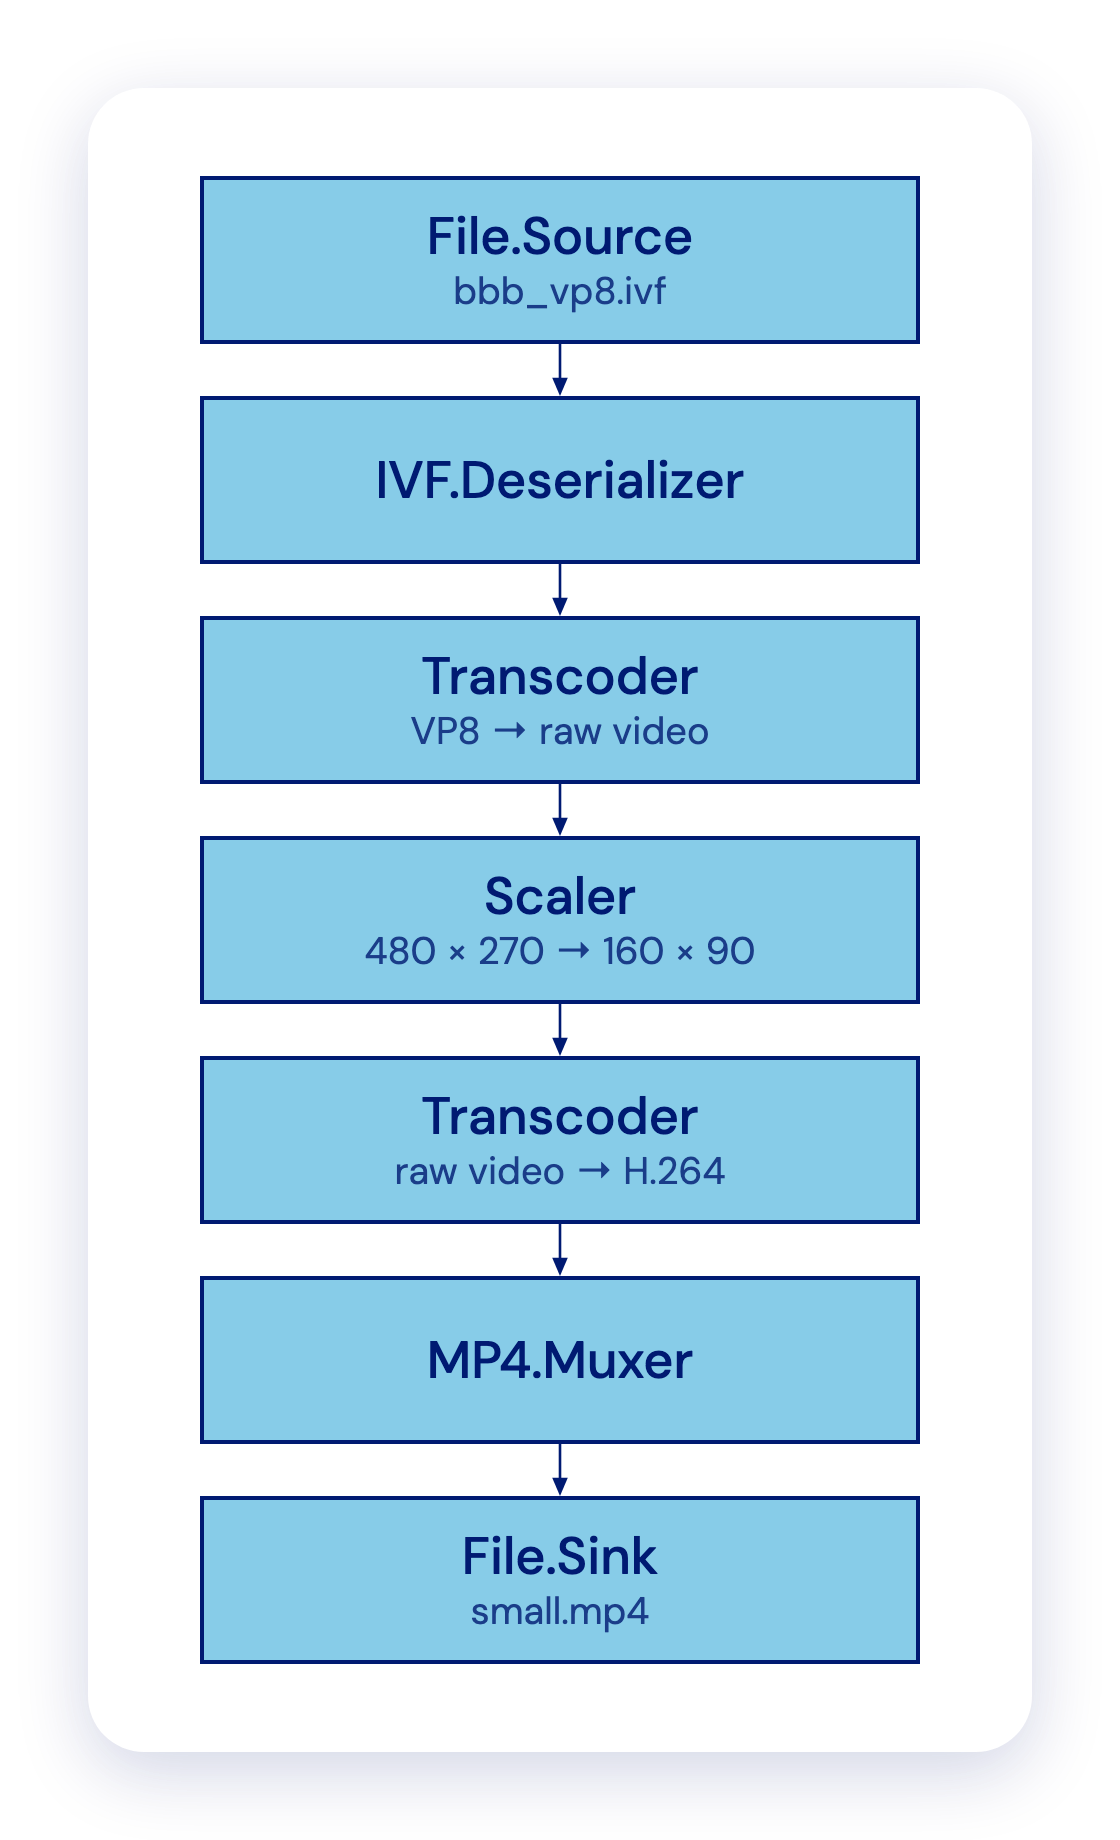 File.Source
bbb_vp8.ivf
IVF.Deserializer
Transcoder
VP8 → raw video
Scaler
480 × 270 → 160 × 90
Transcoder
raw video → H.264
MP4.Muxer
File.Sink
small.mp4